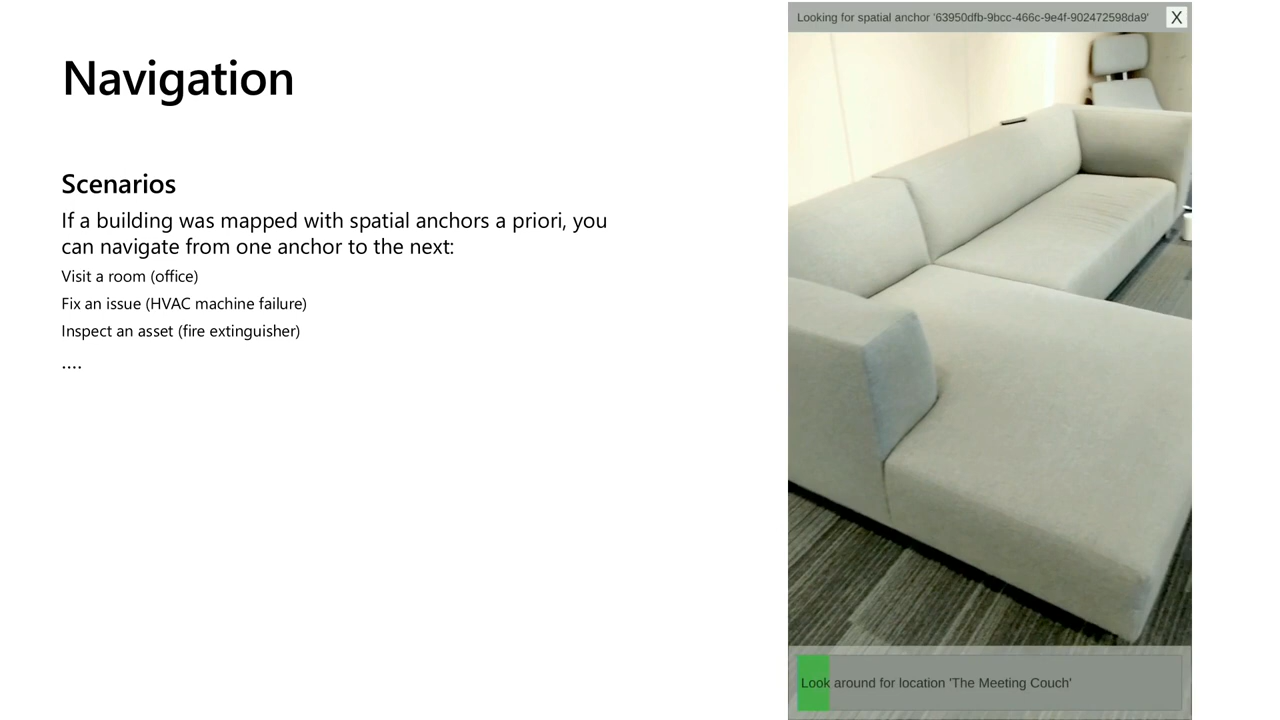 Navigation
Scenarios
If a building was mapped with spatial anchors a priori, you
can navigate from one anchor to the next:
Visit a room (office)
Fix an issue (HVAC machine failure)
Inspect an asset (fire extinguisher)
....
Looking for spatial anchor '63950dfb-9bcc-466c-9e4f-902472598da9'
X
Look around for location 'The Meeting Couch'